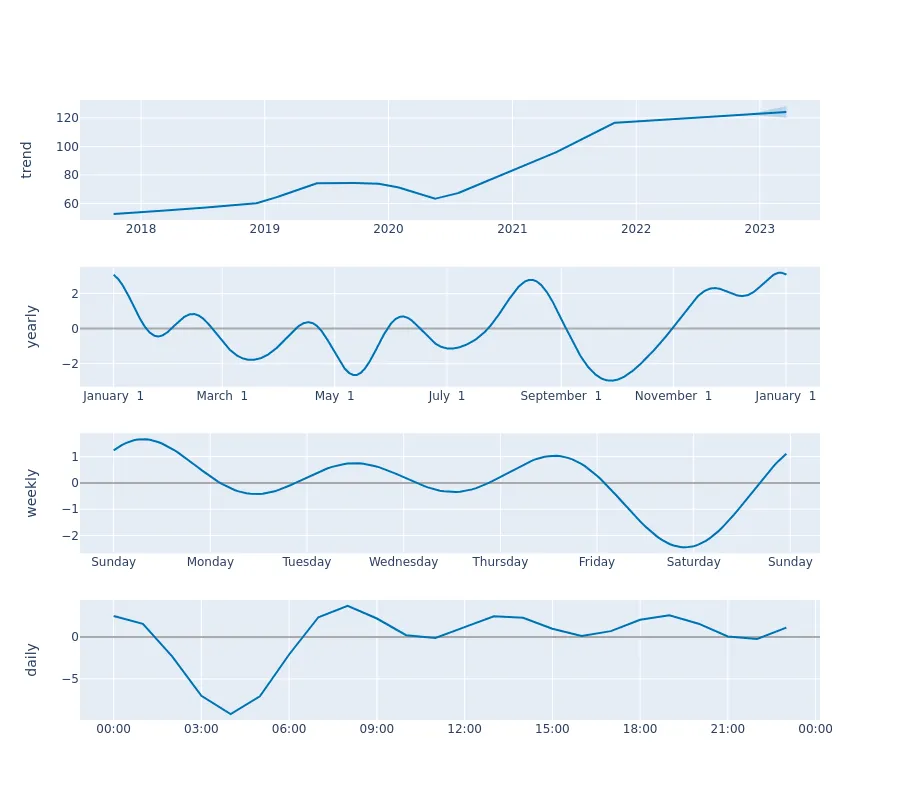 trend
120
100
80
60
2018 2019 2020 2021 2022 2023
yearly
2
0
−2
January 1 March 1 May 1 July 1 September 1 November 1 January 1
weekly
1
0
−1
−2
Sunday Monday Tuesday Wednesday Thursday Friday Saturday Sunday
daily
0
−5
00:00 03:00 06:00 09:00 12:00 15:00 18:00 21:00 00:00